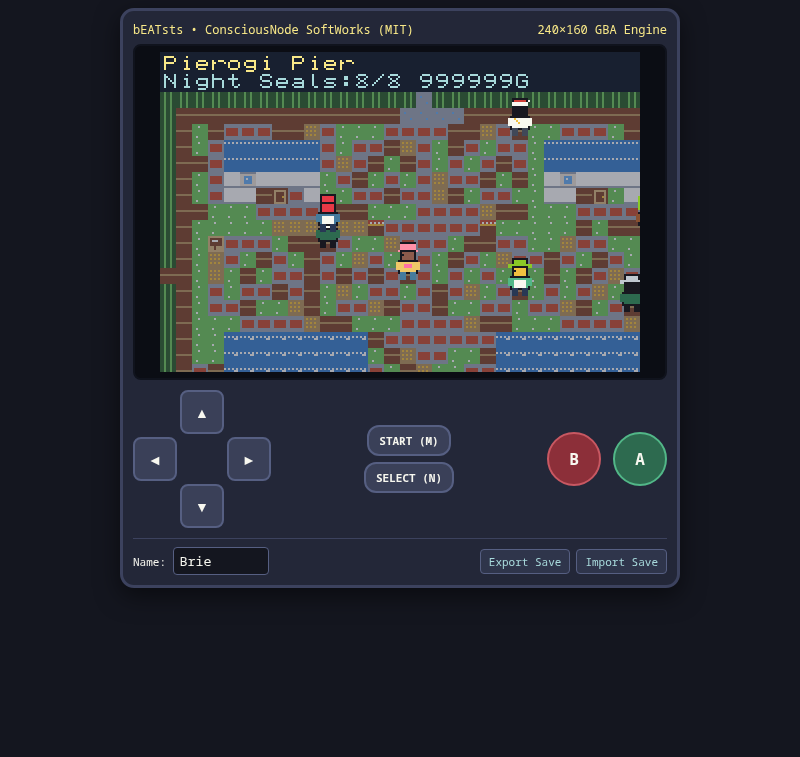 bEATsts • ConsciousNode SoftWorks (MIT)
240×160 GBA Engine
Pierogi Pier
Night Seals:8/8 999999G
▲
◄
►
▼
START (M)
SELECT (N)
B
A
Name: Brie
Export Save
Import Save